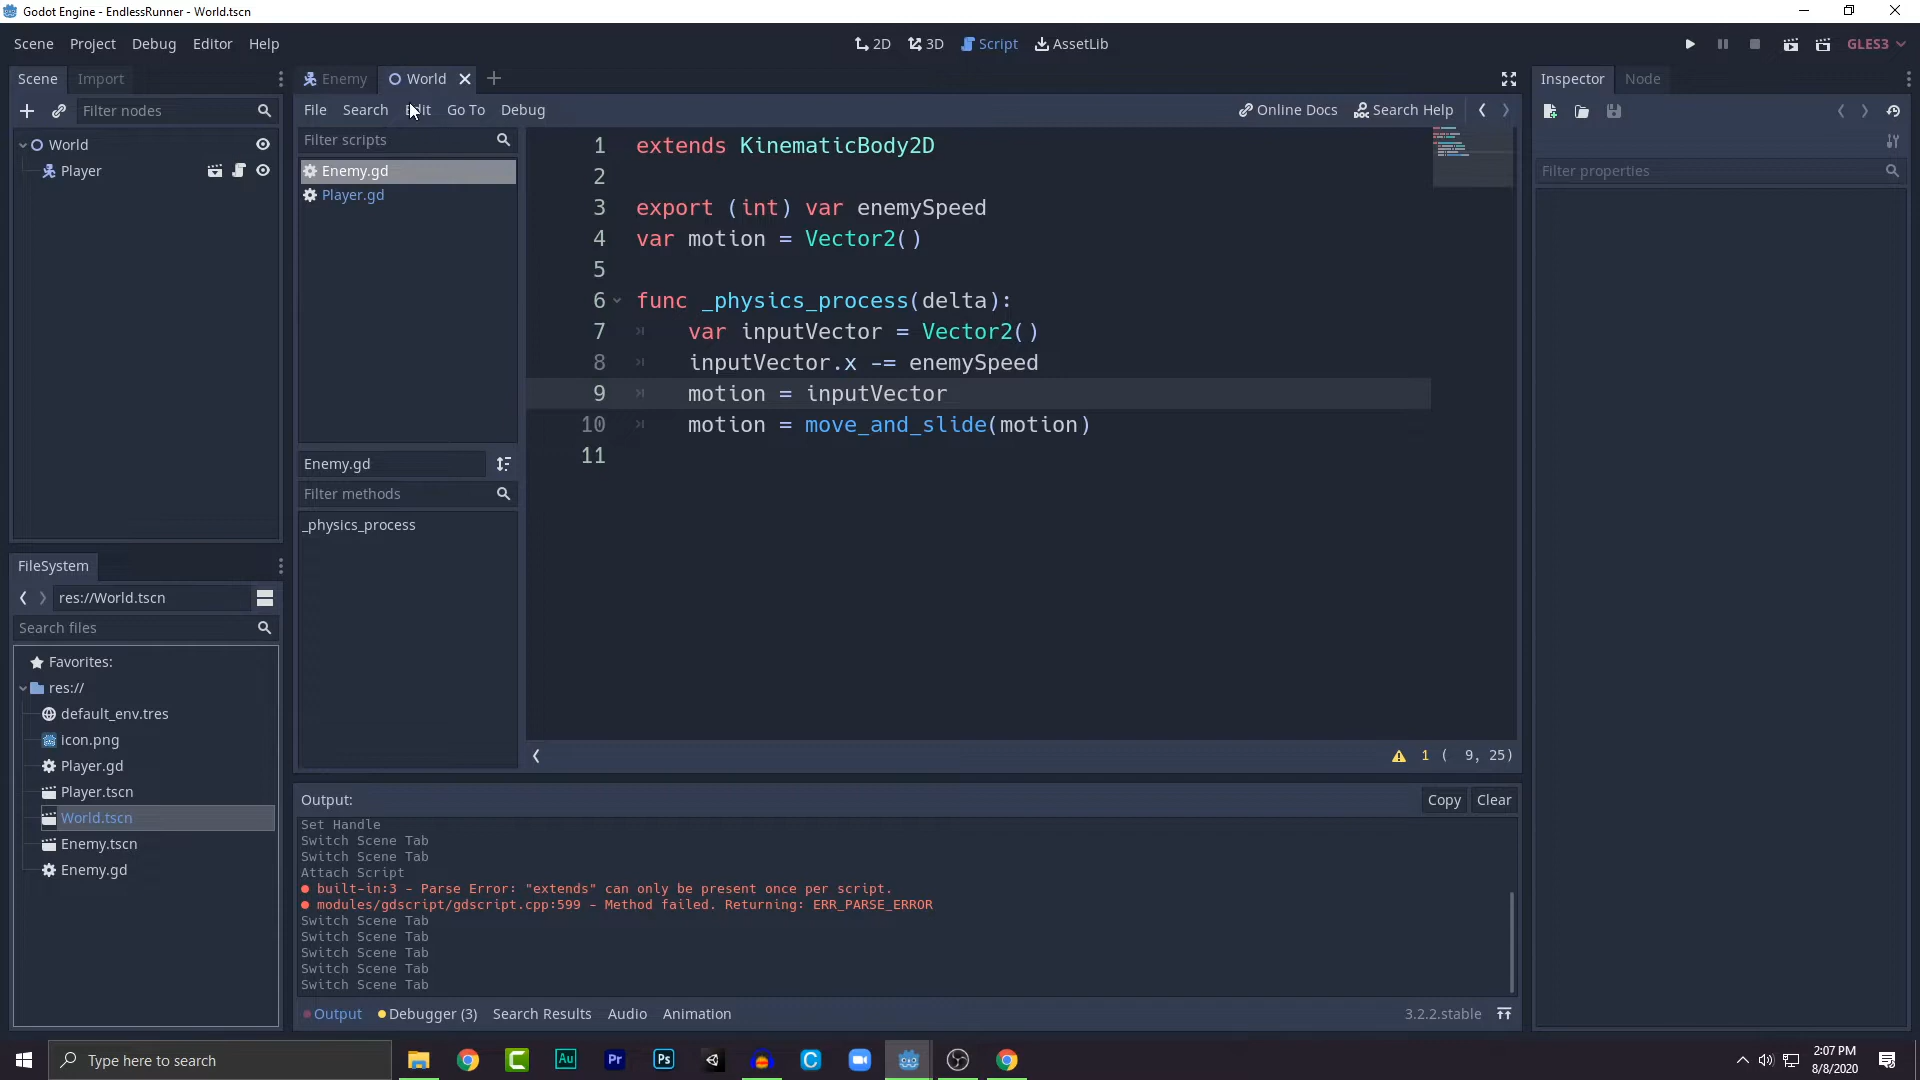 Godot Engine - EndlessRunner - World.tscn
Scene Project Debug Editor Help
2D 3D Script AssetLib
GLES3
Scene Import
Filter nodes
World
Player
Enemy World
File Search Edit Go To Debug
Online Docs Search Help
Filter scripts
Enemy.gd
Player.gd
Enemy.gd
Filter methods
_physics_process
1 extends KinematicBody2D
2
3 export (int) var enemySpeed
4 var motion = Vector2()
5
6 func _physics_process(delta):
7 var inputVector = Vector2()
8 inputVector.x -= enemySpeed
9 motion = inputVector
10 motion = move_and_slide(motion)
11
1 ( 9, 25)
Inspector Node
Filter properties
FileSystem
res://World.tscn
Search files
Favorites:
res://
default_env.tres
icon.png
Player.gd
Player.tscn
World.tscn
Enemy.tscn
Enemy.gd
Output:
Copy Clear
Set Handle
Switch Scene Tab
Switch Scene Tab
Attach Script
built-in:3 - Parse Error: "extends" can only be present once per script.
modules/gdscript/gdscript.cpp:599 - Method failed. Returning: ERR_PARSE_ERROR
Switch Scene Tab
Switch Scene Tab
Switch Scene Tab
Switch Scene Tab
Switch Scene Tab
Output Debugger (3) Search Results Audio Animation
3.2.2.stable
Type here to search
Au Pr Ps
2:07 PM
8/8/2020